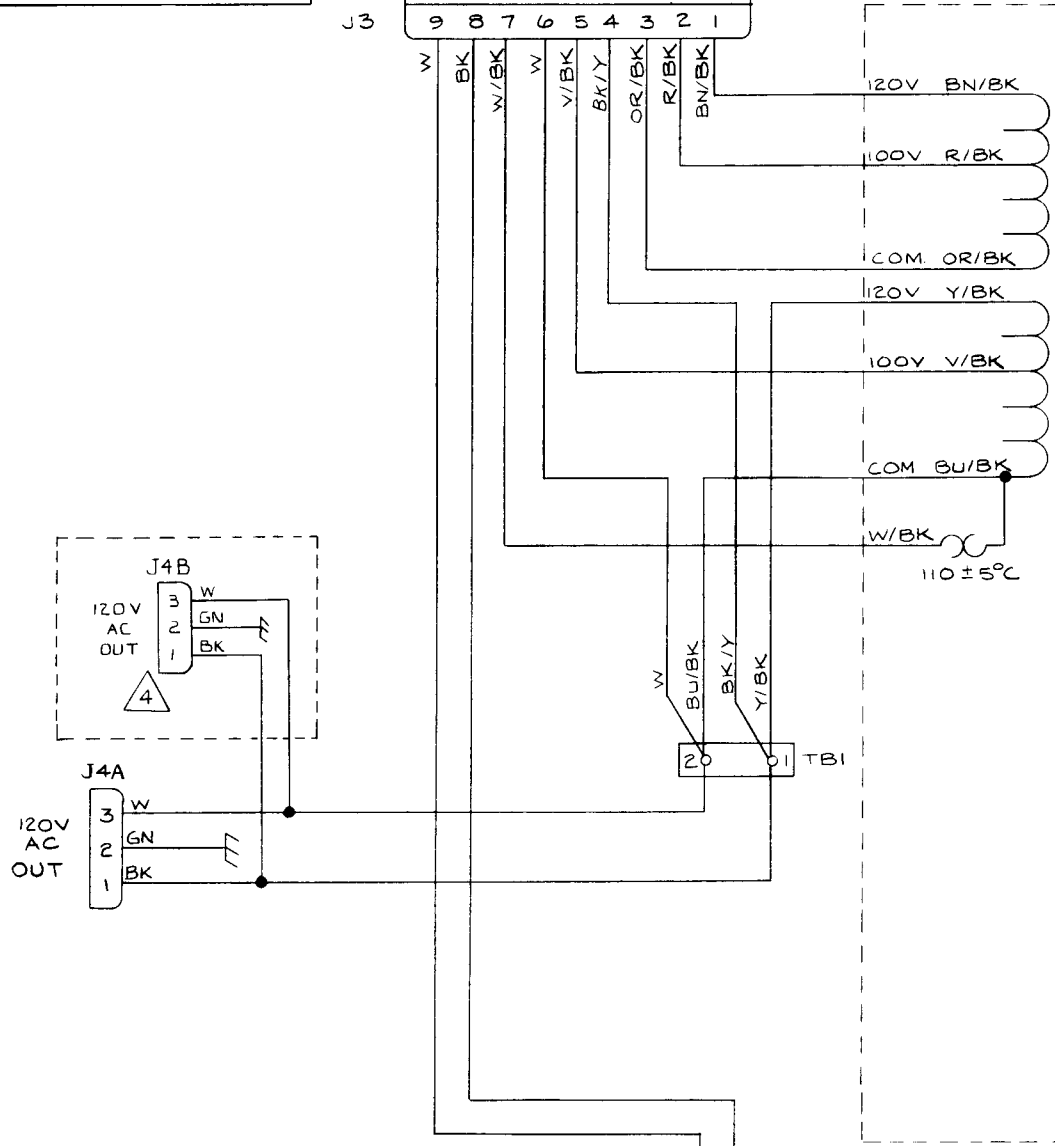 J3 9 8 7 6 5 4 3 2 1
W BK W/BK W V/BK BK/Y OR/BK R/BK BN/BK
120V BN/BK
100V R/BK
COM. OR/BK
120V Y/BK
100V V/BK
COM BU/BK
W/BK
110 ± 5°C
J4B
120V
AC
OUT
3 W
2 GN
1 BK
4
W BU/BK BK/Y Y/BK
2 1 TB1
J4A
120V
AC
OUT
3 W
2 GN
1 BK